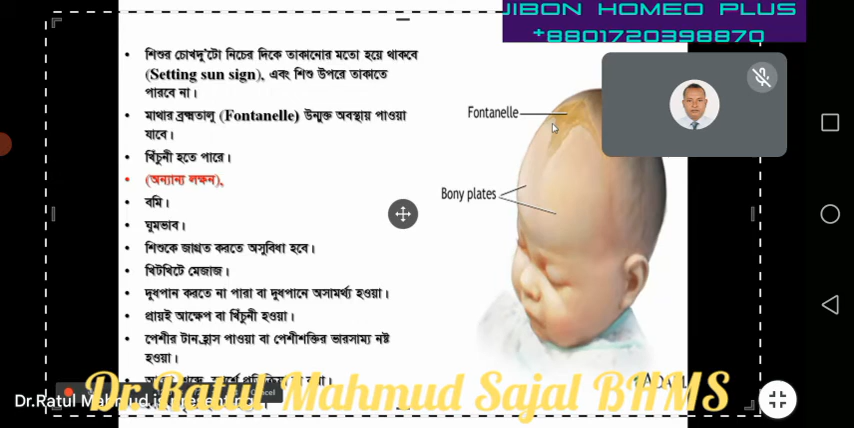 JIBON HOMEO PLUS
+8801720398870
• শিশুর চোখদু'টো নিচের দিকে তাকানোর মতো হয়ে থাকবে
(Setting sun sign), এবং শিশু উপরে তাকাতে
পারবে না।
• মাথার ব্রহ্মতালু (Fontanelle) উন্মুক্ত অবস্থায় পাওয়া
যাবে।
• খিঁচুনী হতে পারে।
• (অন্যান্য লক্ষন),
• বমি।
• ঘুমভাব।
• শিশুকে জাগ্রত করতে অসুবিধা হবে।
• খিটখিটে মেজাজ।
• দুধপান করতে না পারা বা দুধপানে অসামর্থ্য হওয়া।
• প্রায়ই আক্ষেপ বা খিঁচুনী হওয়া।
• পেশীর টান হ্রাস পাওয়া বা পেশীশক্তির ভারসাম্য নষ্ট
হওয়া।
Fontanelle
Bony plates
Dr.Ratul Mahmud is presenting
Dr.Ratul Mahmud Sajal BHMS